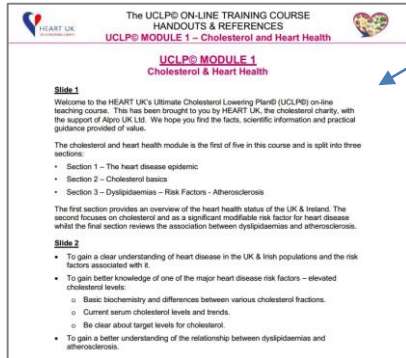 HEART UK
THE CHOLESTEROL CHARITY
The UCLP© ON-LINE TRAINING COURSE
HANDOUTS & REFERENCES
UCLP© MODULE 1 – Cholesterol and Heart Health
UCLP© MODULE 1
Cholesterol & Heart Health
Slide 1
Welcome to the HEART UK's Ultimate Cholesterol Lowering Plan© (UCLP©) on-line
teaching course. This has been brought to you by HEART UK, the cholesterol charity, with
the support of Alpro UK Ltd. We hope you find the facts, scientific information and practical
guidance provided of value.
The cholesterol and heart health module is the first of five in this course and is split into three
sections:
• Section 1 – The heart disease epidemic
• Section 2 – Cholesterol basics
• Section 3 – Dyslipidaemias – Risk Factors - Atherosclerosis
The first section provides an overview of the heart health status of the UK & Ireland. The
second focuses on cholesterol and as a significant modifiable risk factor for heart disease
whilst the final section reviews the association between dyslipidaemias and atherosclerosis.
Slide 2
• To gain a clear understanding of heart disease in the UK & Irish populations and the risk
factors associated with it.
• To gain better knowledge of one of the major heart disease risk factors – elevated
cholesterol levels:
o Basic biochemistry and differences between various cholesterol fractions.
o Current serum cholesterol levels and trends.
o Be clear about target levels for cholesterol.
• To gain a better understanding of the relationship between dyslipidaemias and
atherosclerosis.